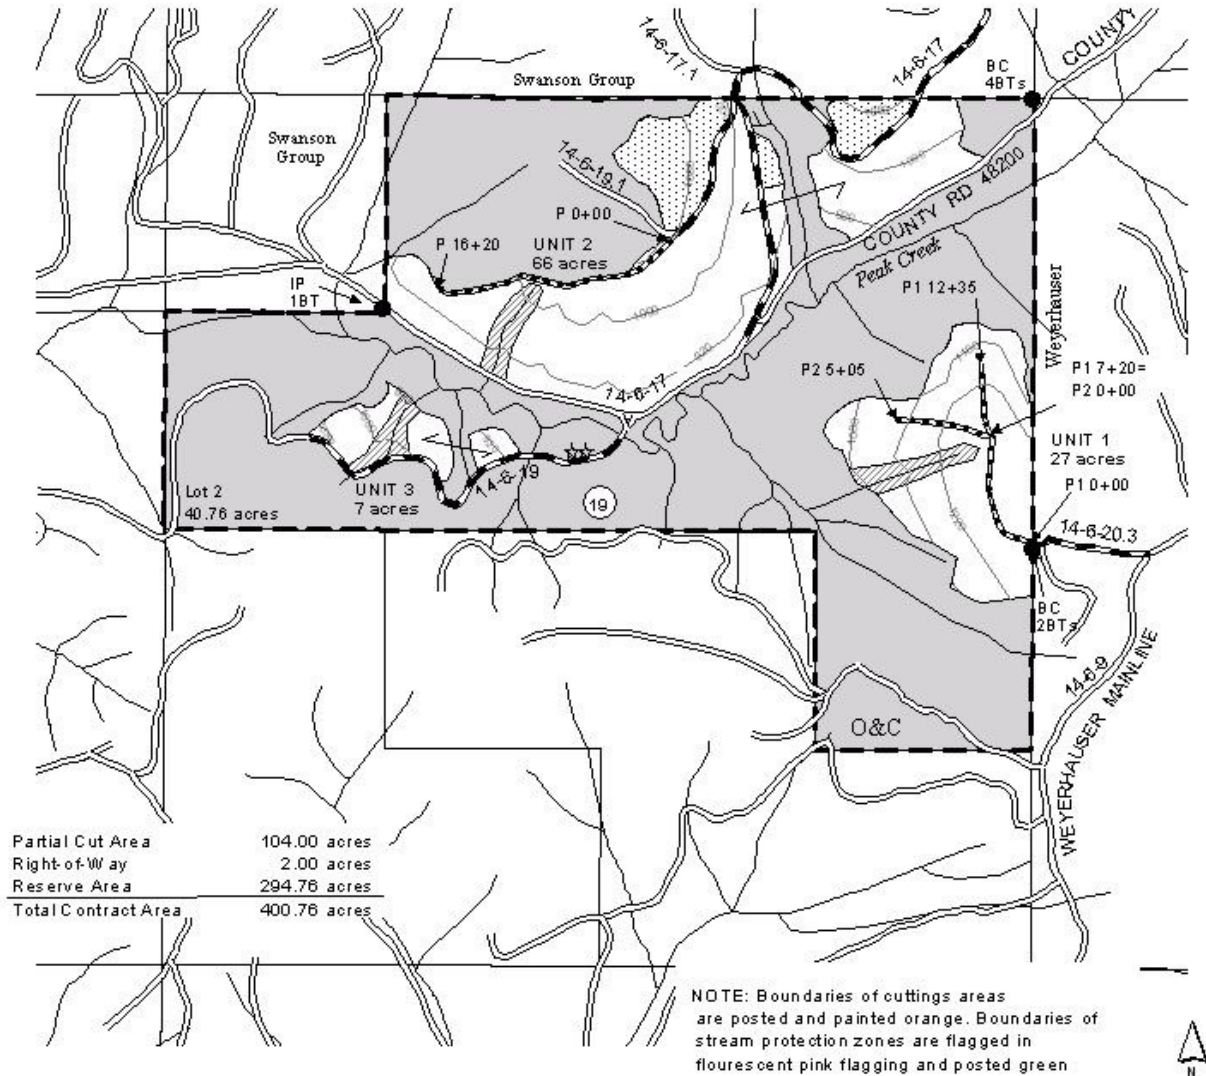 14-6-17.1
14-6-17
COUNTY
BC
4BTs
Swanson Group
Swanson
Group
14-6-19.1
COUNTY RD 48200
P 0+00
P 16+20
UNIT 2
66 acres
Peak Creek
IP
1BT
P1 12+35
Weyerhauser
1000
P2 5+05
P1 7+20=
P2 0+00
14-6-17
1100
UNIT 1
27 acres
Lot 2
40.76 acres
UNIT 3
7 acres
14-6-19
19
P1 0+00
14-6-20.3
BC
2BTs
14-6-9
WEYERHAUSER MAINLINE
O&C
Partial Cut Area 104.00 acres
Right-of-Way 2.00 acres
Reserve Area 294.76 acres
Total Contract Area 400.76 acres
NOTE: Boundaries of cuttings areas
are posted and painted orange. Boundaries of
stream protection zones are flagged in
flourescent pink flagging and posted green
N